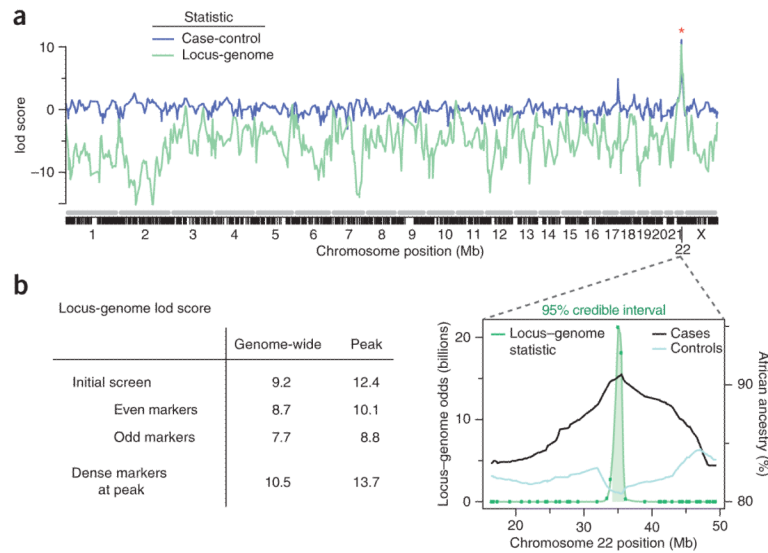 a
Statistic
Case-control
Locus-genome
*
10
0
−10
lod score
1 2 3 4 5 6 7 8 9 10 11 12 13 14 15 16 17 18 19 20 21 X
22
Chromosome position (Mb)
b
Locus-genome lod score
Genome-wide Peak
Initial screen 9.2 12.4
Even markers 8.7 10.1
Odd markers 7.7 8.8
Dense markers
at peak 10.5 13.7
95% credible interval
Locus–genome
statistic
Cases
Controls
20
10
0
Locus–genome odds (billions)
90
80
African ancestry (%)
20 30 40 50
Chromosome 22 position (Mb)